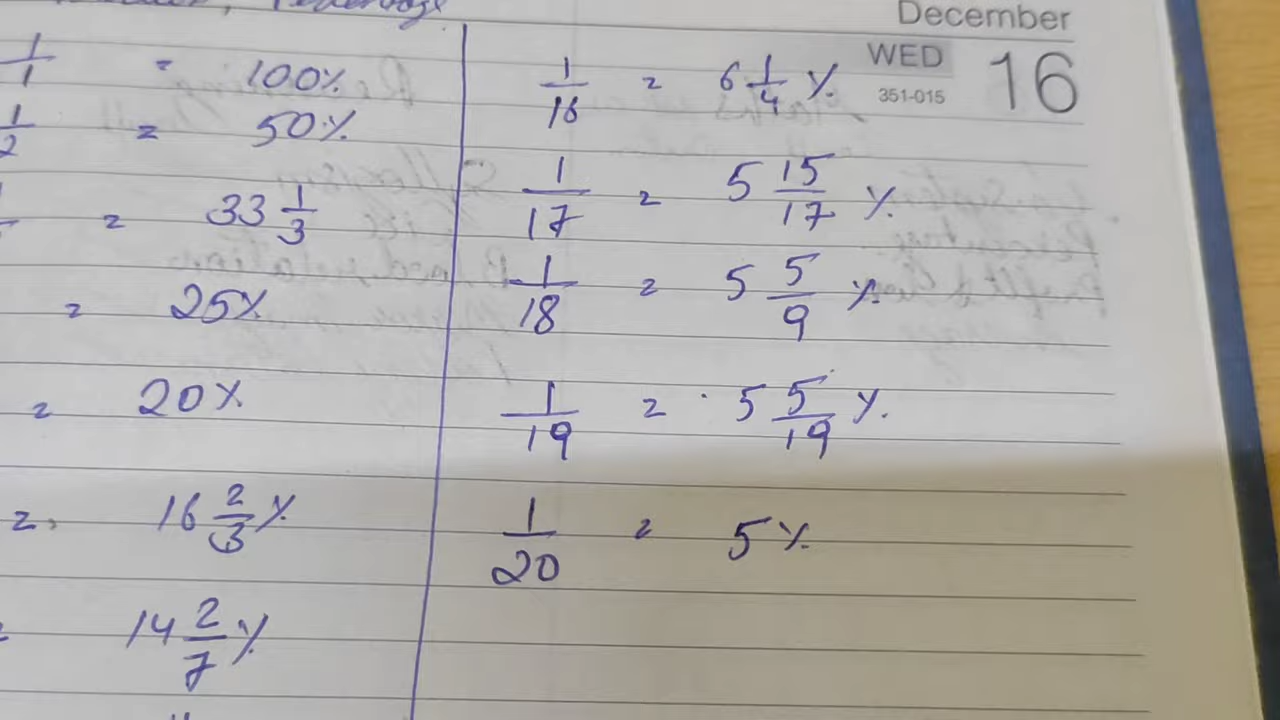 December
WED
351-015
16
1/1 = 100%
1/2 = 50%
= 33 1/3
= 25%
= 20%
= 16 2/3 %
= 14 2/7 %
1/16 = 6 1/4 %
1/17 = 5 15/17 %
1/18 = 5 5/9 %
1/19 = 5 5/19 %
1/20 = 5%